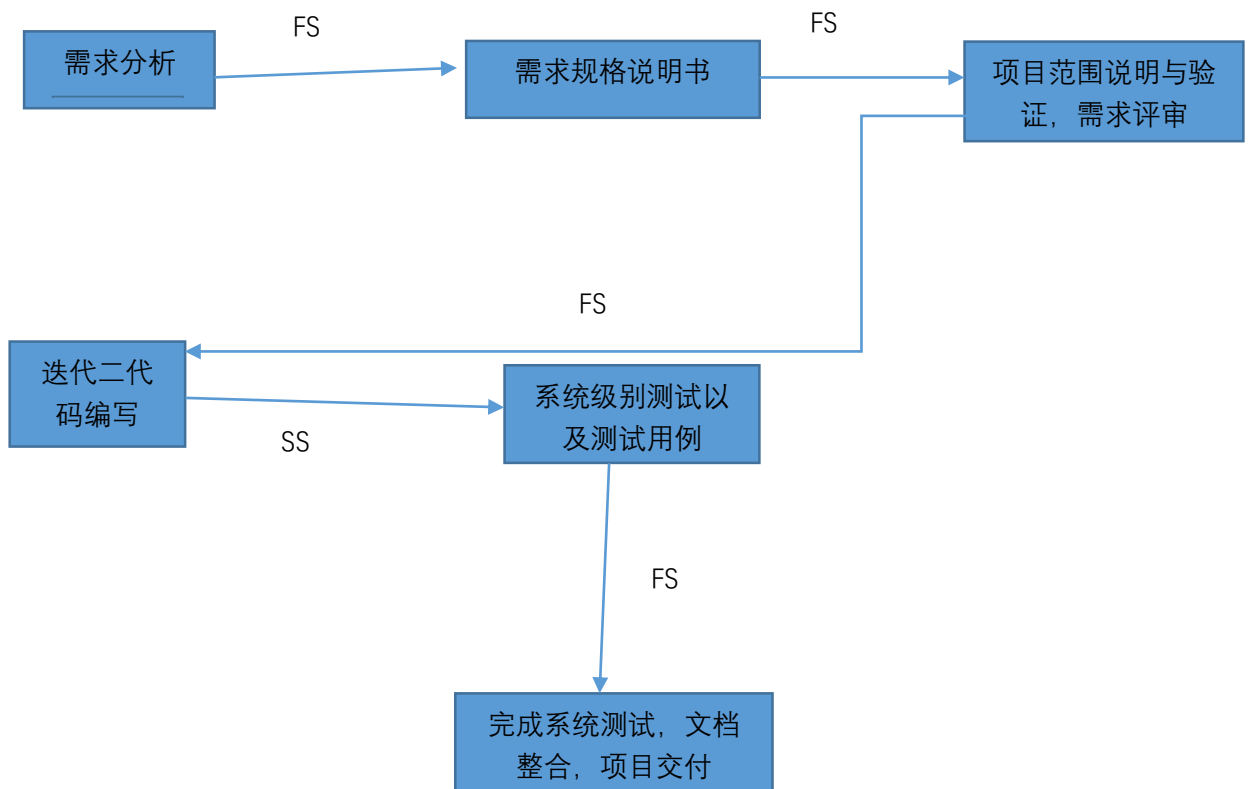 FS
FS
需求分析
需求规格说明书
项目范围说明与验
证，需求评审
FS
迭代二代
码编写
系统级别测试以
及测试用例
SS
FS
完成系统测试，文档
整合，项目交付